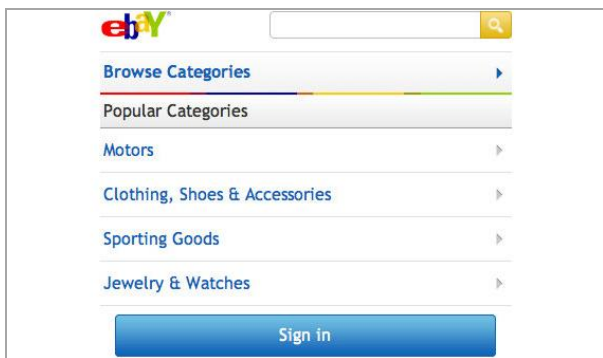 ebaY
Browse Categories
Popular Categories
Motors
Clothing, Shoes & Accessories
Sporting Goods
Jewelry & Watches
Sign in